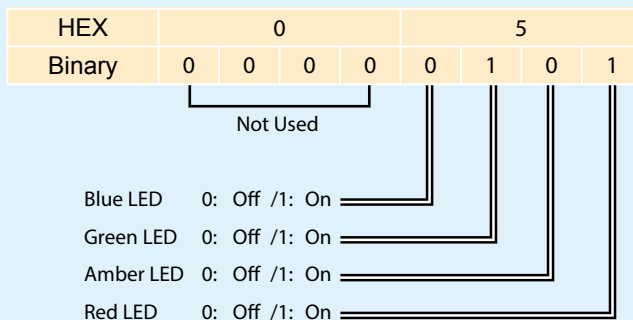 HEX 0 5
Binary 0 0 0 0 0 1 0 1
Not Used
Blue LED 0: Off /1: On
Green LED 0: Off /1: On
Amber LED 0: Off /1: On
Red LED 0: Off /1: On